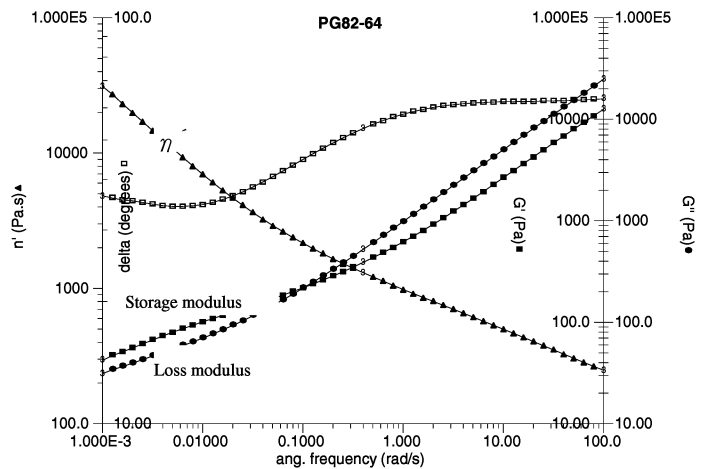 PG82-64
1.000E5
100.0
1.000E5
1.000E5
η´
10000
10000
10000
n' (Pa.s)
delta (degrees)
G' (Pa)
G'' (Pa)
1000
1000
1000
Storage modulus
Loss modulus
100.0
100.0
100.0
10.00
10.00
10.00
1.000E-3
0.01000
0.1000
1.000
10.00
100.0
ang. frequency (rad/s)